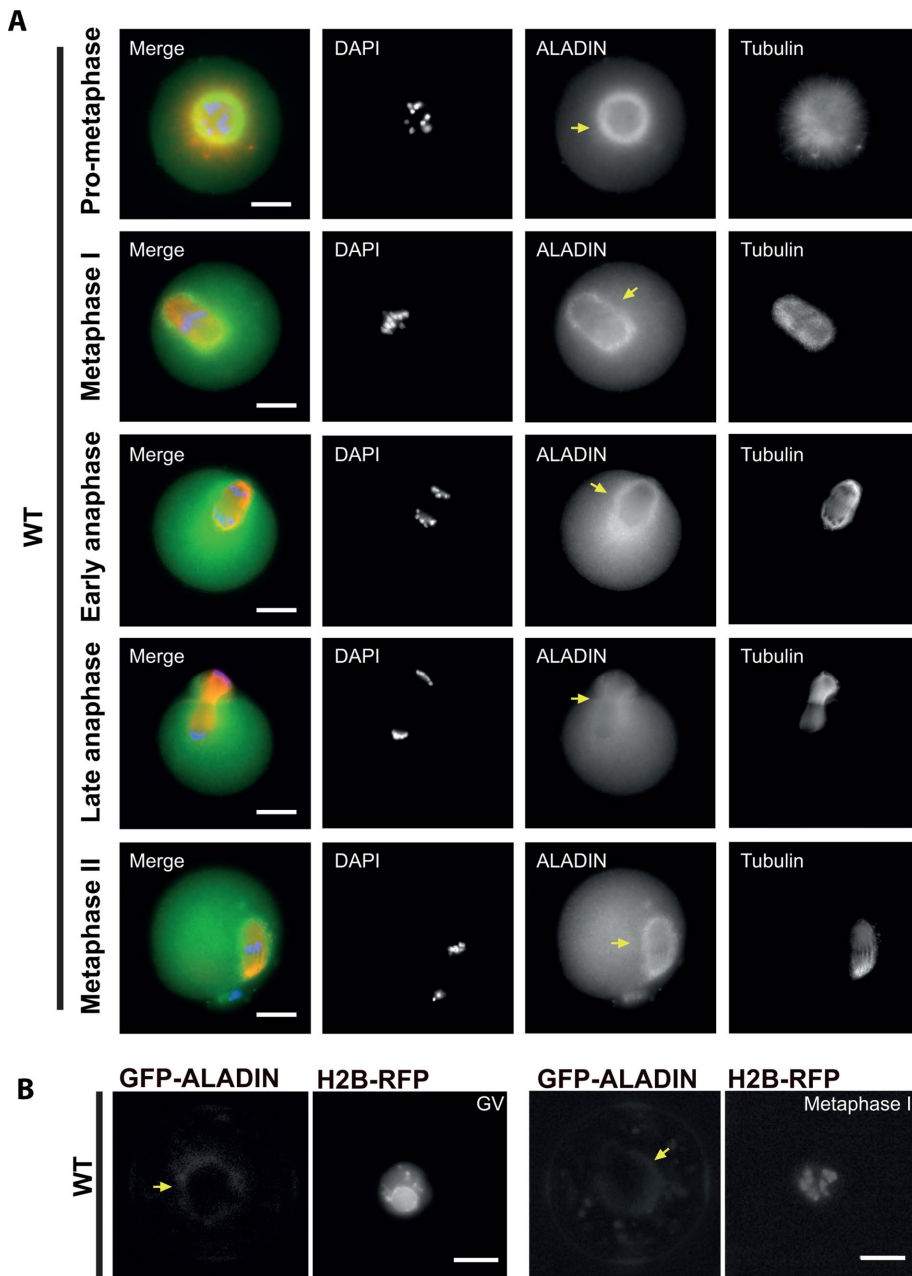 A
WT
Pro-metaphase
Merge
DAPI
ALADIN
Tubulin
Metaphase I
Merge
DAPI
ALADIN
Tubulin
Early anaphase
Merge
DAPI
ALADIN
Tubulin
Late anaphase
Merge
DAPI
ALADIN
Tubulin
Metaphase II
Merge
DAPI
ALADIN
Tubulin
B
WT
GFP-ALADIN
H2B-RFP
GV
GFP-ALADIN
H2B-RFP
Metaphase I